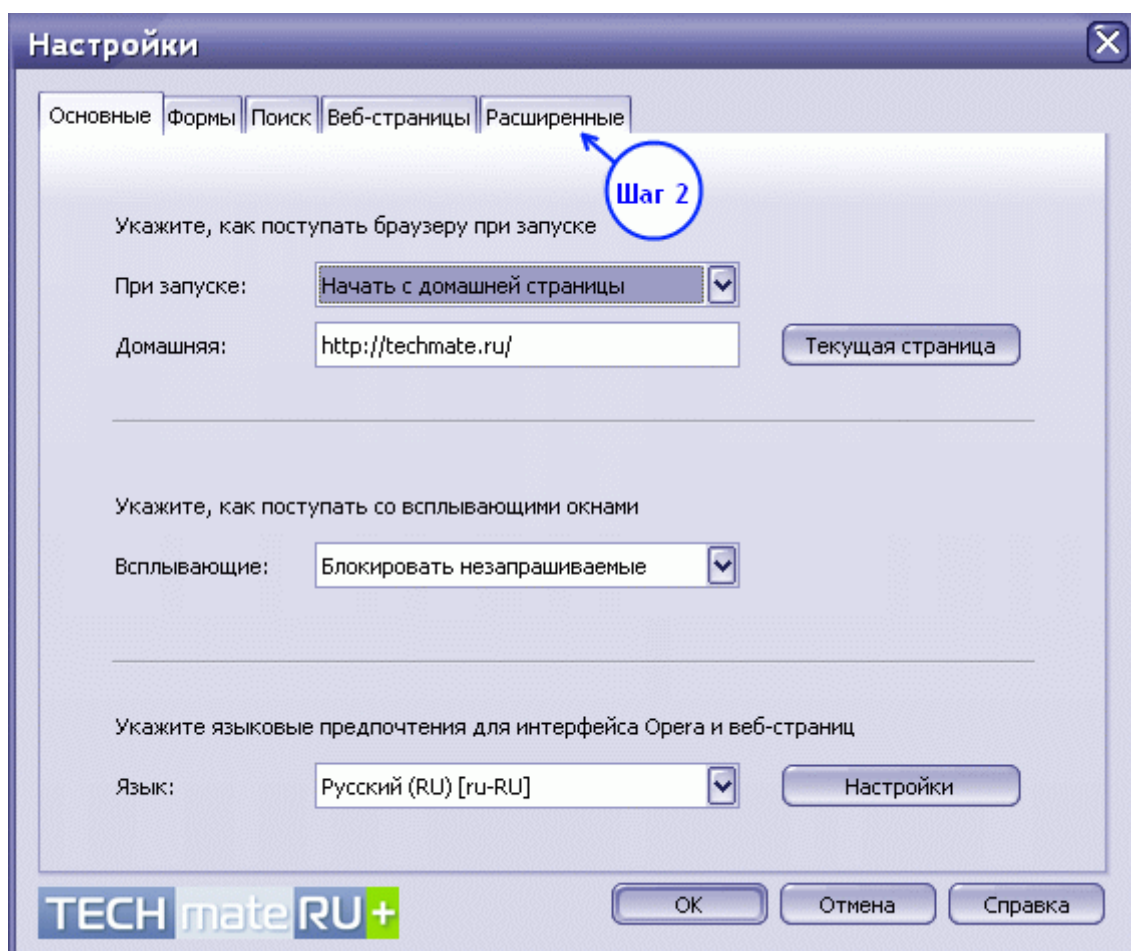 Настройки
Основные Формы Поиск Веб-страницы Расширенные
Шаг 2
Укажите, как поступать браузеру при запуске
При запуске: Начать с домашней страницы
Домашняя: http://techmate.ru/ Текущая страница
Укажите, как поступать со всплывающими окнами
Всплывающие: Блокировать незапрашиваемые
Укажите языковые предпочтения для интерфейса Opera и веб-страниц
Язык: Русский (RU) [ru-RU] Настройки
TECH mate RU+ OK Отмена Справка